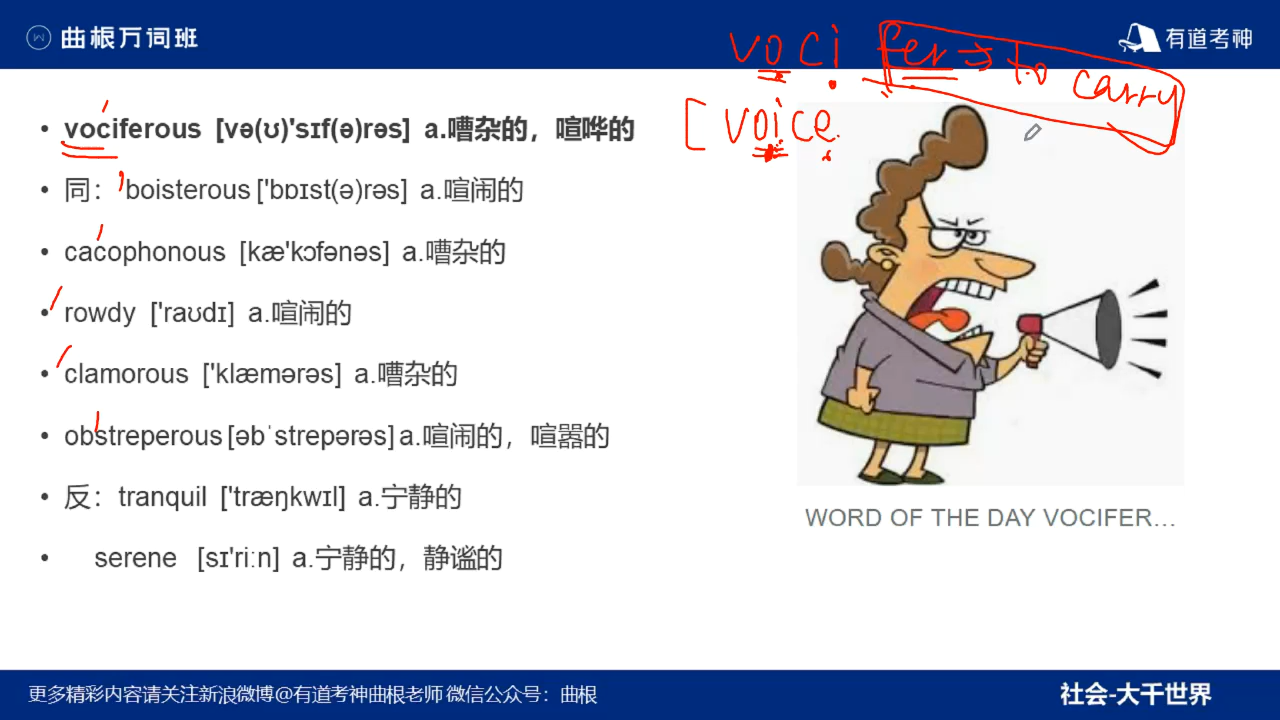 曲根万词班
有道考神
voci fer → to carry
[voice
• vociferous [və(ʊ)'sɪf(ə)rəs] a.嘈杂的，喧哗的
• 同：boisterous ['bɒɪst(ə)rəs] a.喧闹的
• cacophonous [kæ'kɔfənəs] a.嘈杂的
• rowdy ['raʊdɪ] a.喧闹的
• clamorous ['klæmərəs] a.嘈杂的
• obstreperous [əbˈstrepərəs] a.喧闹的，喧嚣的
• 反：tranquil ['træŋkwɪl] a.宁静的
• serene [sɪ'riːn] a.宁静的，静谧的
WORD OF THE DAY VOCIFER…
更多精彩内容请关注新浪微博@有道考神曲根老师 微信公众号：曲根
社会-大千世界